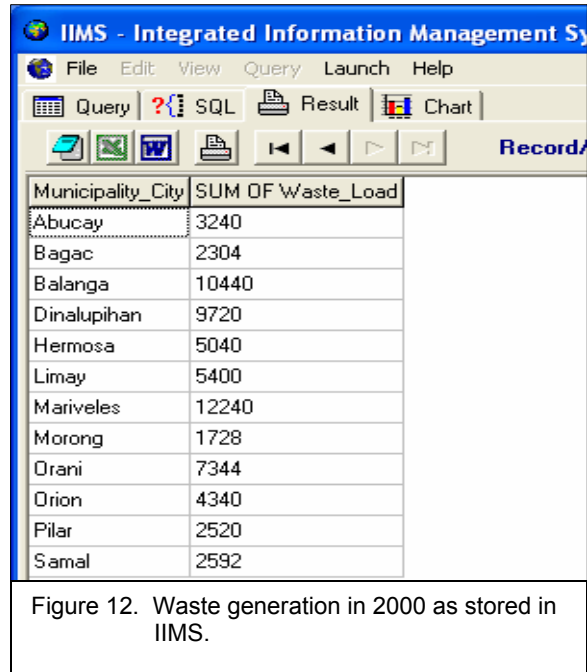 IIMS - Integrated Information Management Sy
File Edit View Query Launch Help
Query ?{} SQL Result Chart
Record/
Municipality_City SUM OF Waste_Load
Abucay 3240
Bagac 2304
Balanga 10440
Dinalupihan 9720
Hermosa 5040
Limay 5400
Mariveles 12240
Morong 1728
Orani 7344
Orion 4340
Pilar 2520
Samal 2592
Figure 12. Waste generation in 2000 as stored in
IIMS.